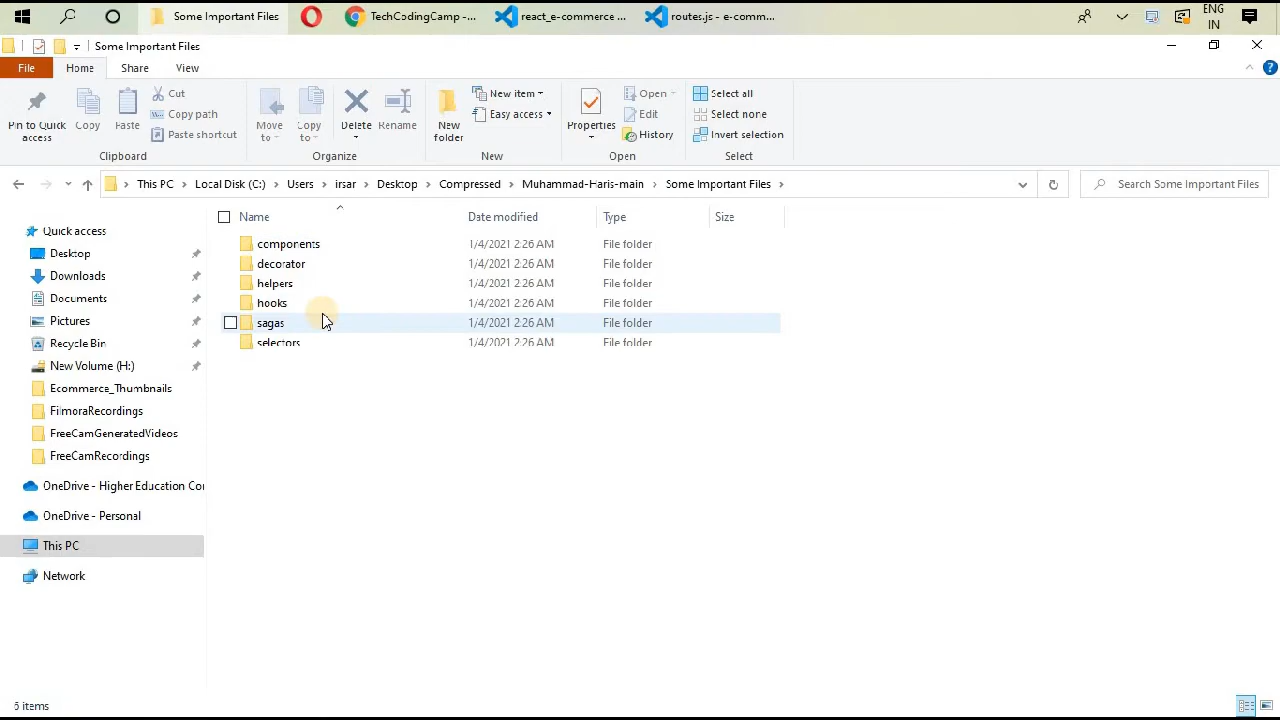 Some Important Files
TechCodingCamp -...
react_e-commerce ...
routes.js - e-comm...
ENG
IN
Some Important Files
File
Home
Share
View
Pin to Quick
access
Copy
Paste
Cut
Copy path
Paste shortcut
Clipboard
Move
to
Copy
to
Delete
Rename
Organize
New
folder
New item
Easy access
New
Properties
Open
Edit
History
Open
Select all
Select none
Invert selection
Select
This PC
Local Disk (C:)
Users
irsar
Desktop
Compressed
Muhammad-Haris-main
Some Important Files
Search Some Important Files
Name
Date modified
Type
Size
components 1/4/2021 2:26 AM File folder
decorator 1/4/2021 2:26 AM File folder
helpers 1/4/2021 2:26 AM File folder
hooks 1/4/2021 2:26 AM File folder
sagas 1/4/2021 2:26 AM File folder
selectors 1/4/2021 2:26 AM File folder
Quick access
Desktop
Downloads
Documents
Pictures
Recycle Bin
New Volume (H:)
Ecommerce_Thumbnails
FilmoraRecordings
FreeCamGeneratedVideos
FreeCamRecordings
OneDrive - Higher Education Cor
OneDrive - Personal
This PC
Network
6 items